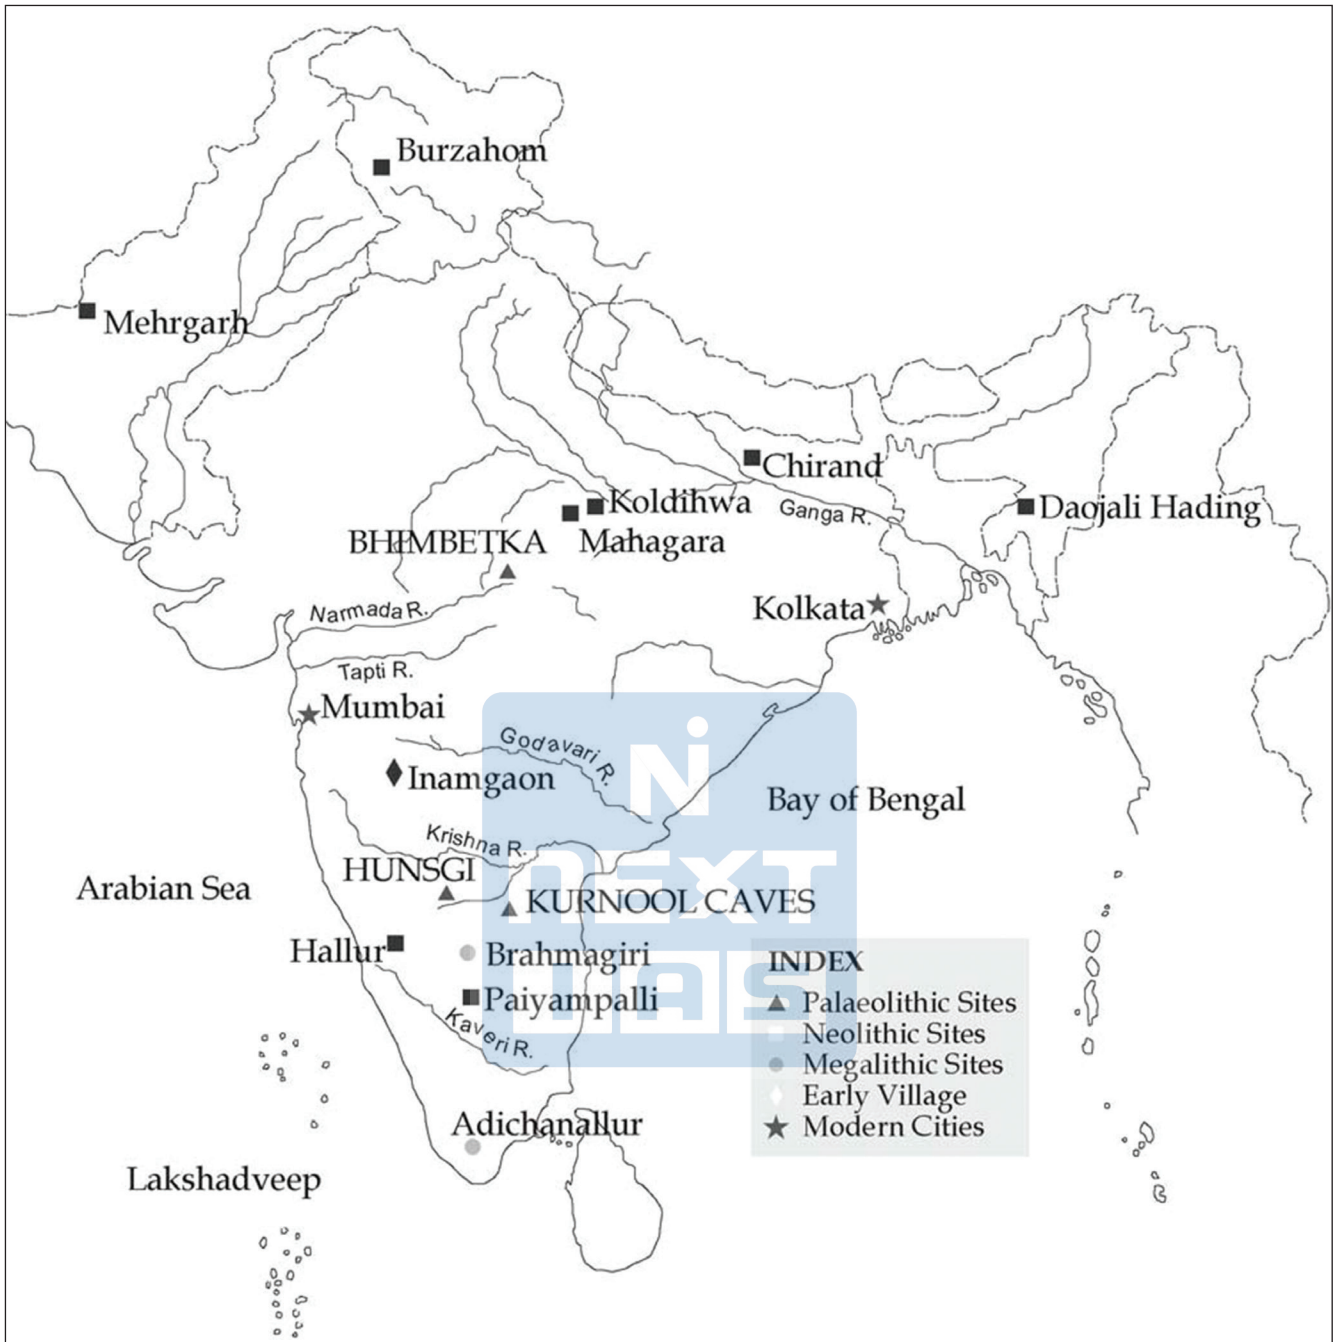 Burzahom
Mehrgarh
Chirand
Koldihwa
Ganga R.
Daojali Hading
BHIMBETKA
Mahagara
Narmada R.
Kolkata
Tapti R.
Mumbai
Godavari R.
Inamgaon
Bay of Bengal
Krishna R.
HUNSGI
Arabian Sea
KURNOOL CAVES
NEXT
IAS
Hallur
Brahmagiri
Paiyampalli
Kaveri R.
INDEX
Palaeolithic Sites
Neolithic Sites
Megalithic Sites
Early Village
Modern Cities
Adichanallur
Lakshadveep